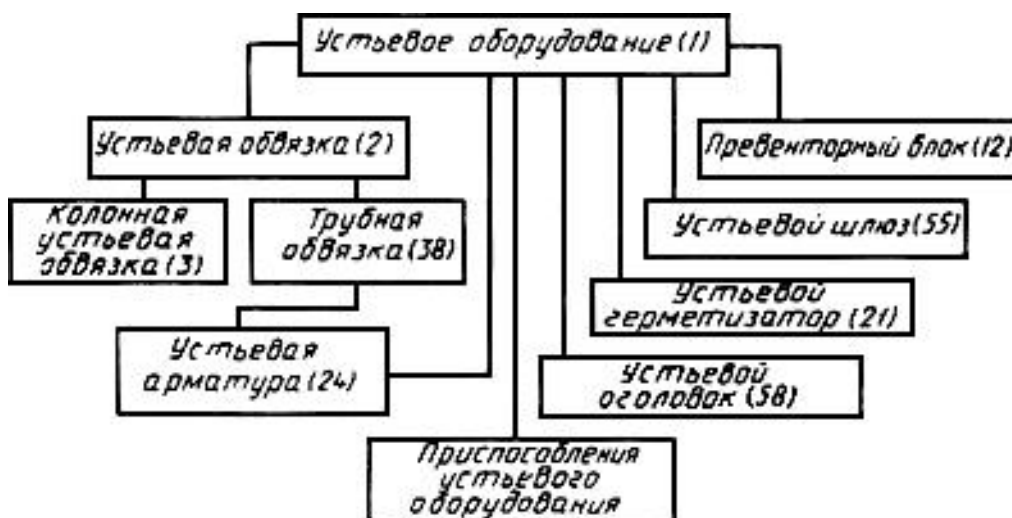 Устьевое оборудование (1)
Устьевая обвязка (2)
Превенторный блок (12)
Колонная
устьевая
обвязка (3)
Трубная
обвязка (38)
Устьевой шлюз (55)
Устьевой
герметизатор (21)
Устьевая
арматура (24)
Устьевой
оголовок (58)
Приспособления
устьевого
оборудования